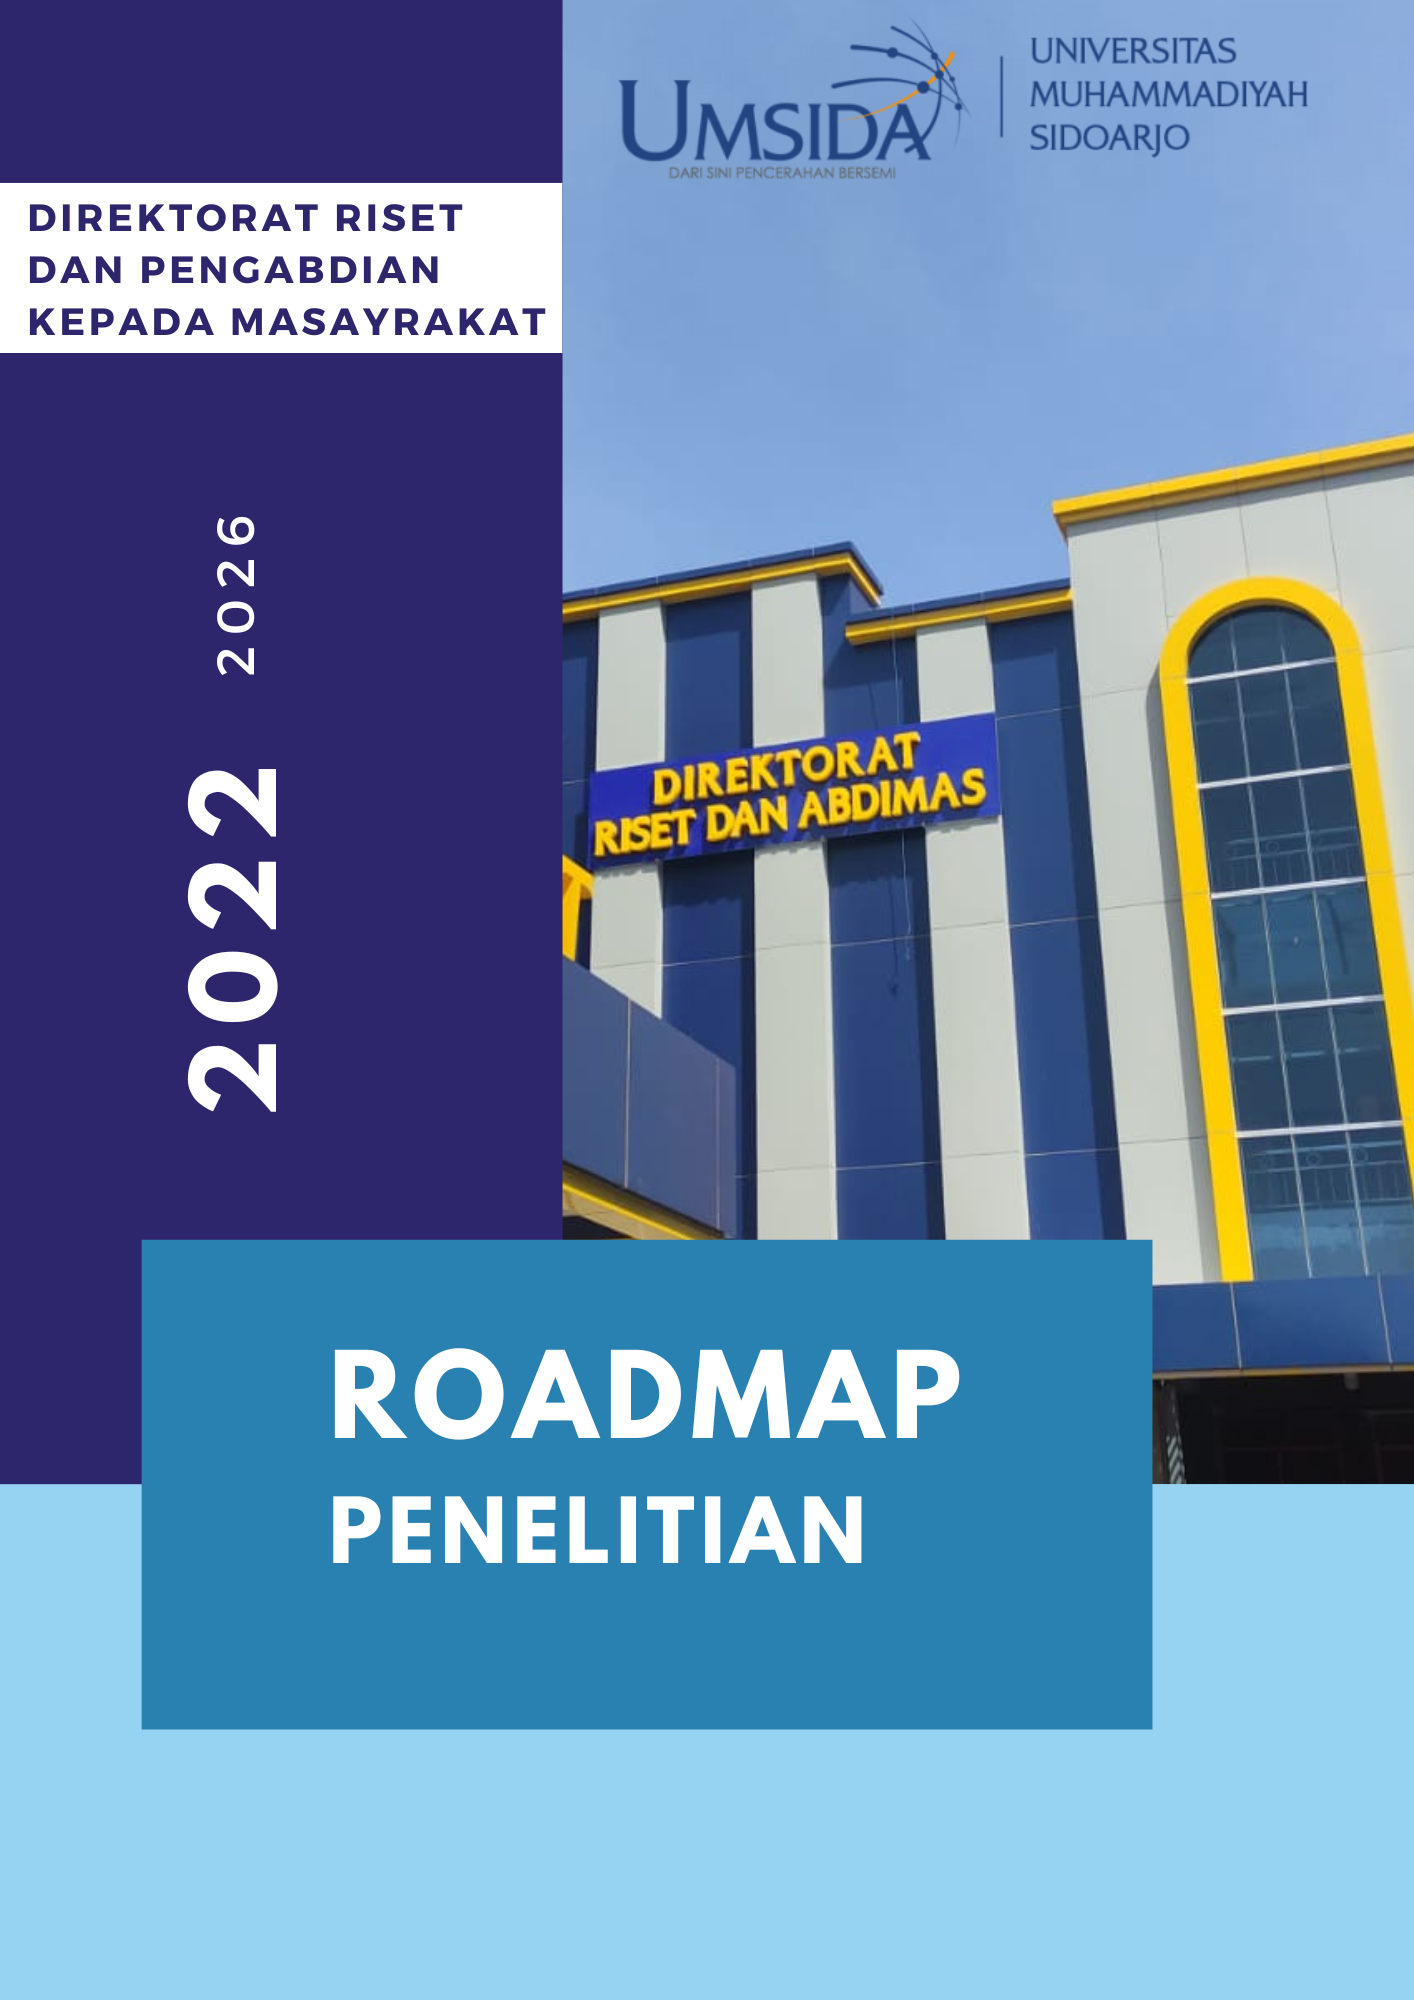 UMSIDA
DARI SINI PENCERAHAN BERSEMI
UNIVERSITAS
MUHAMMADIYAH
SIDOARJO
DIREKTORAT RISET
DAN PENGABDIAN
KEPADA MASAYRAKAT
2022 2026
DIREKTORAT
RISET DAN ABDIMAS
ROADMAP
PENELITIAN